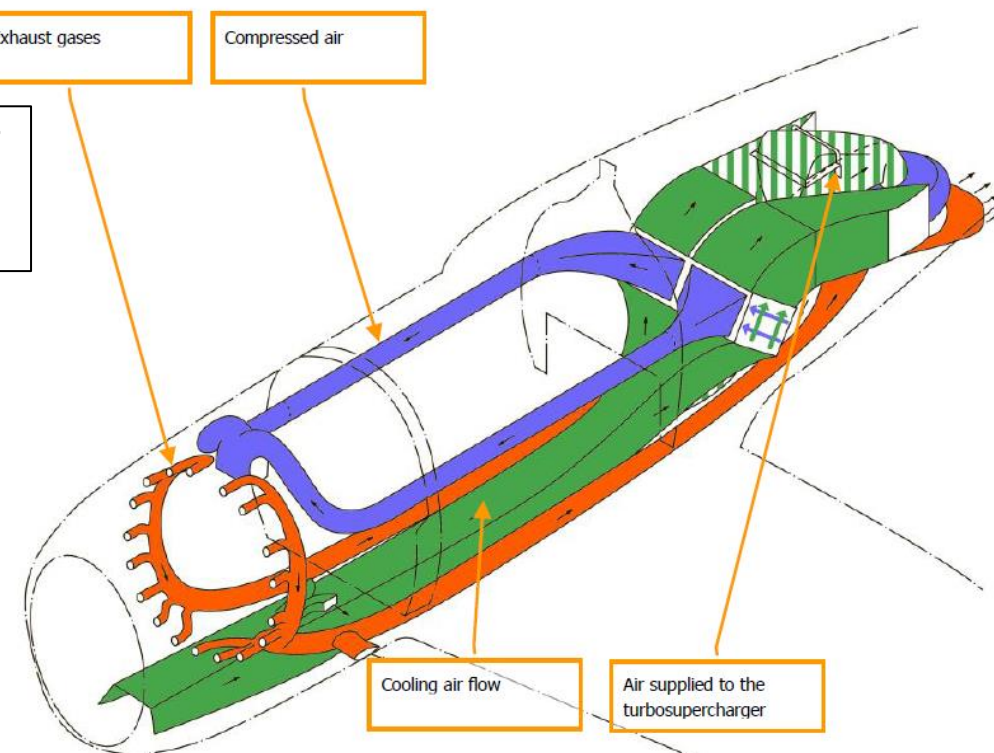 xhaust gases
Compressed air
Cooling air flow
Air supplied to the
turbosupercharger